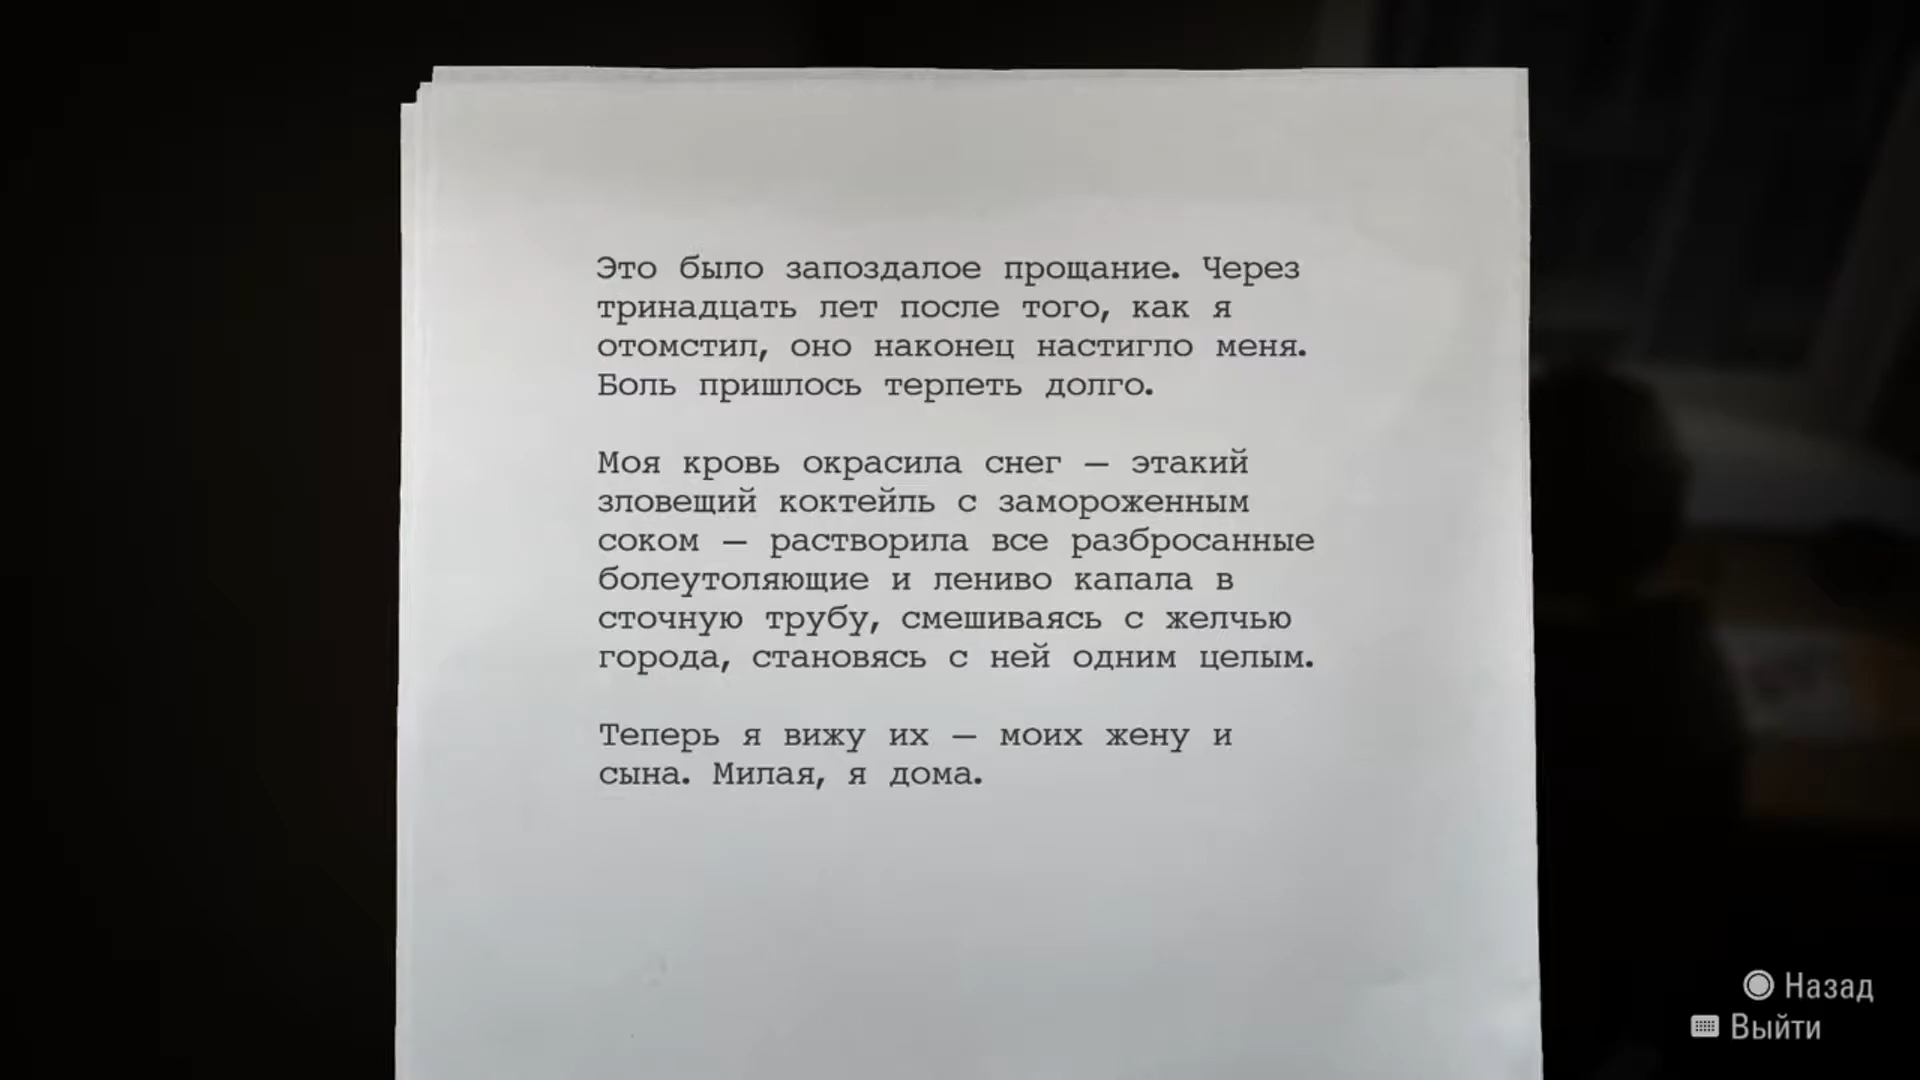 Это было запоздалое прощание. Через
тринадцать лет после того, как я
отомстил, оно наконец настигло меня.
Боль пришлось терпеть долго.
Моя кровь окрасила снег — этакий
зловещий коктейль с замороженным
соком — растворила все разбросанные
болеутоляющие и лениво капала в
сточную трубу, смешиваясь с желчью
города, становясь с ней одним целым.
Теперь я вижу их — моих жену и
сына. Милая, я дома.
Назад
Выйти